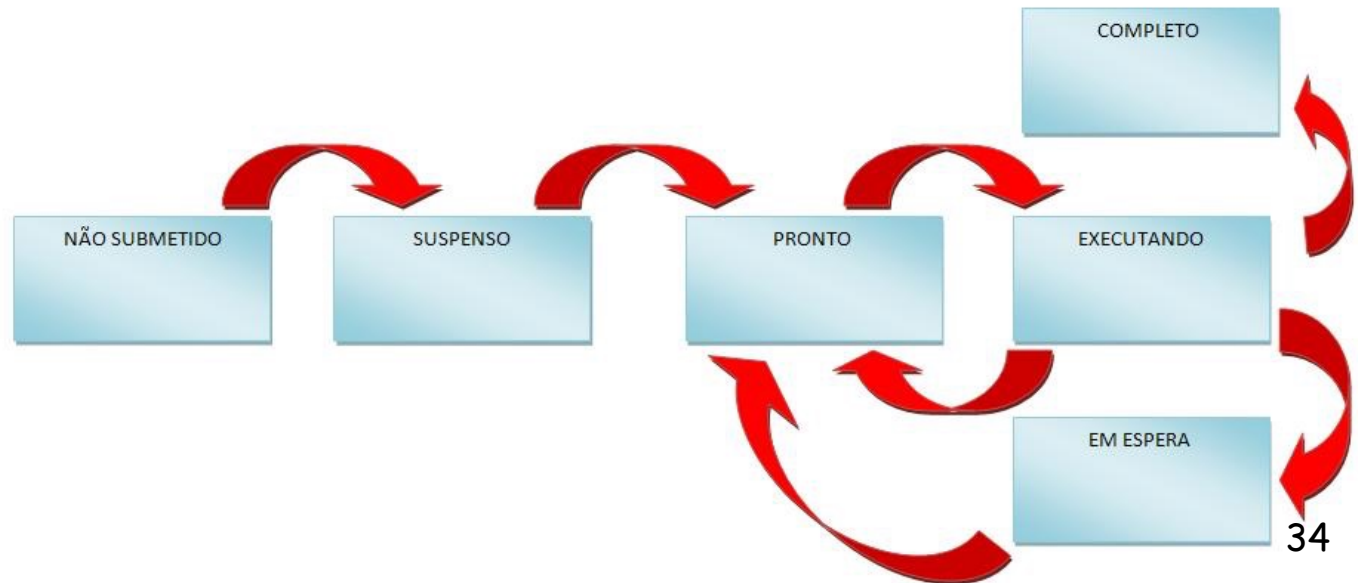 COMPLETO
NÃO SUBMETIDO
SUSPENSO
PRONTO
EXECUTANDO
EM ESPERA
34